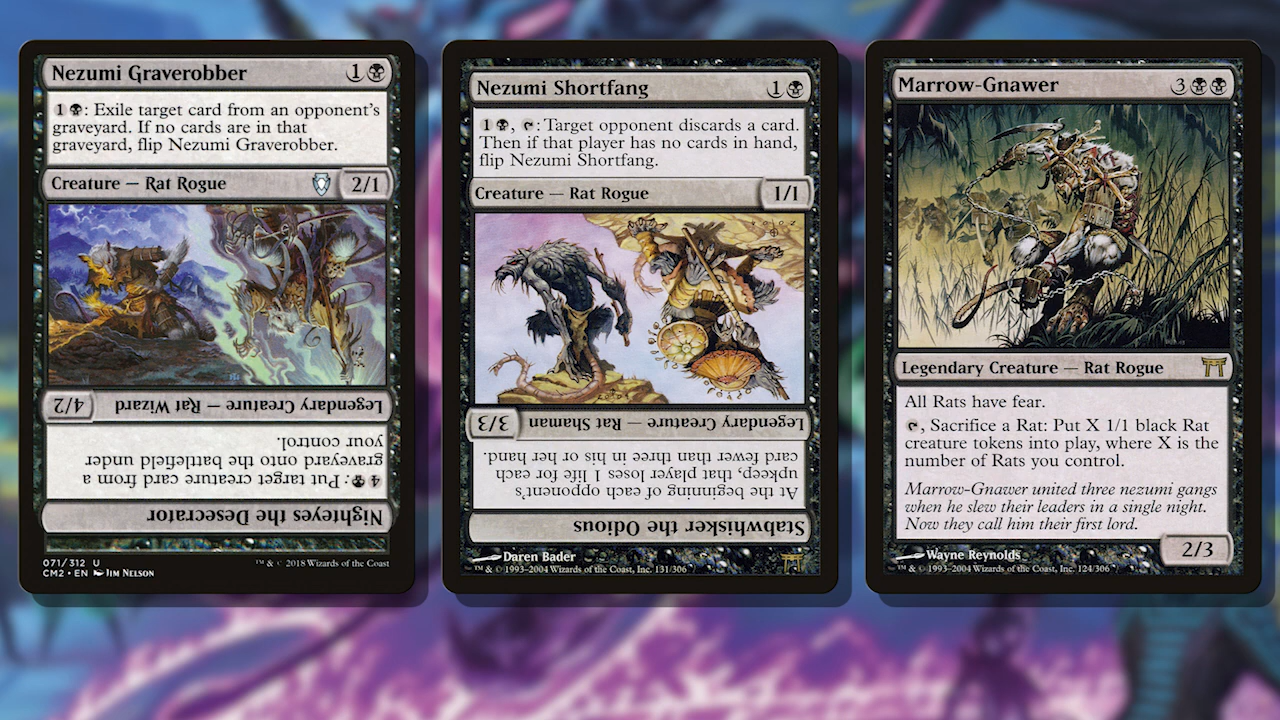 Nezumi Graverobber 1
1 : Exile target card from an opponent's
graveyard. If no cards are in that
graveyard, flip Nezumi Graverobber.
Creature — Rat Rogue 2/1
Legendary Creature — Rat Wizard 4/2
4 : Put target creature card from a
graveyard onto the battlefield under
your control.
Nighteyes the Desecrator
071/312 U
CM2 • EN Jim Nelson
™ & © 2018 Wizards of the Coast
Nezumi Shortfang 1
1 , : Target opponent discards a card.
Then if that player has no cards in hand,
flip Nezumi Shortfang.
Creature — Rat Rogue 1/1
Legendary Creature — Rat Shaman 3/3
At the beginning of each opponent's
upkeep, that player loses 1 life for each
card fewer than three in his or her hand.
Stabwhisker the Odious
Daren Bader
™ & © 1993–2004 Wizards of the Coast, Inc. 131/306
Marrow-Gnawer 3
Legendary Creature — Rat Rogue
All Rats have fear.
, Sacrifice a Rat: Put X 1/1 black Rat
creature tokens into play, where X is the
number of Rats you control.
Marrow-Gnawer united three nezumi gangs
when he slew their leaders in a single night.
Now they call him their first lord.
2/3
Wayne Reynolds
™ & © 1993–2004 Wizards of the Coast, Inc. 124/306